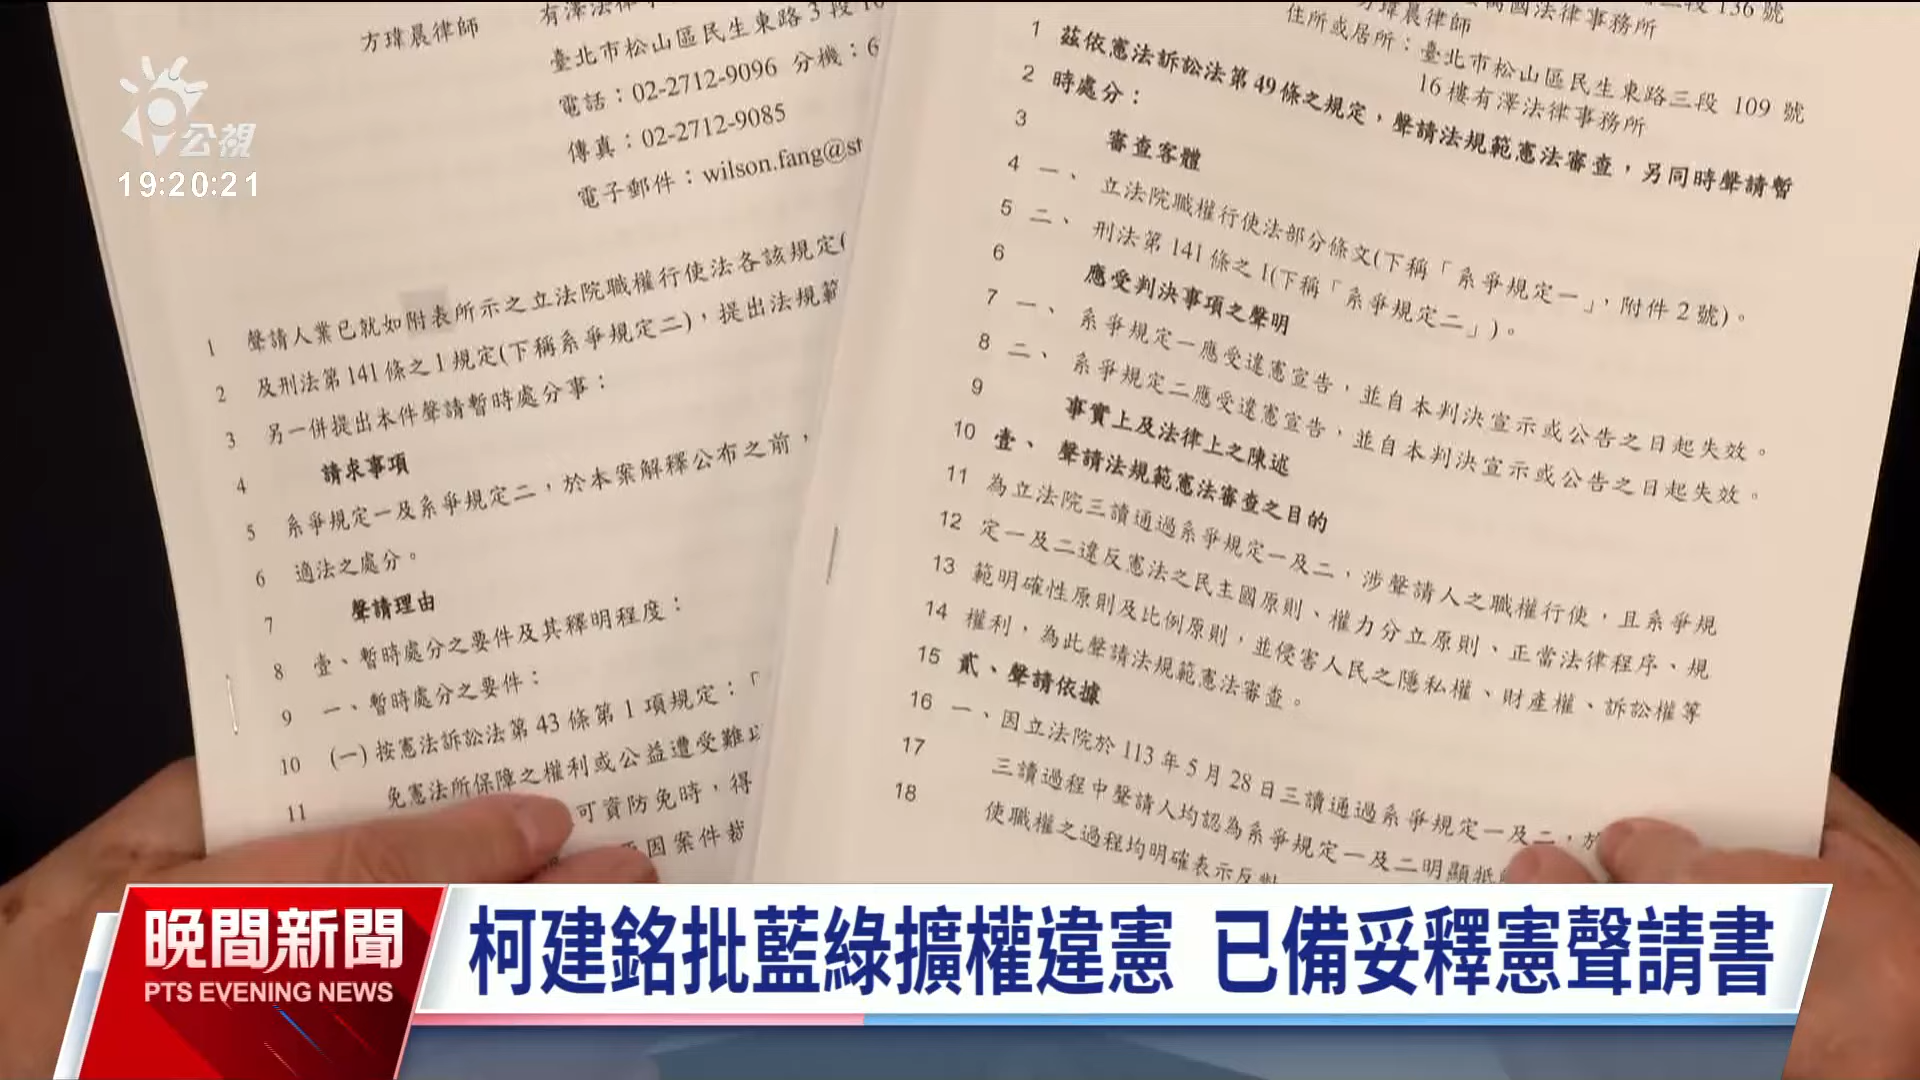 公視
19:20:21
方瑋晨律師
臺北市松山區民生東路3段
電話：02-2712-9096 分機：6
傳真：02-2712-9085
電子郵件：wilson.fang@st
1 聲請人業已就如附表所示之立法院職權行使法各該規定(
2 及刑法第141條之1規定(下稱系爭規定二)，提出法規範
3 另一併提出本件聲請暫時處分事：
4 請求事項
5 系爭規定一及系爭規定二，於本案解釋公布之前，
6 適法之處分。
7 聲請理由
8 壹、暫時處分之要件及其釋明程度：
9 一、暫時處分之要件：
10 (一)按憲法訴訟法第43條第1項規定：「
11 免憲法所保障之權利或公益遭受難以
可資防免時，得
因案件裁
段136號
國法律事務所
方瑋晨律師
住所或居所：臺北市松山區民生東路三段 109 號
16樓有澤法律事務所
1 茲依憲法訴訟法第49條之規定，聲請法規範憲法審查，另同時聲請暫
2 時處分：
3 審查客體
4 一、立法院職權行使法部分條文(下稱「系爭規定一」，附件2號)。
5 二、刑法第141條之1(下稱「系爭規定二」)。
6 應受判決事項之聲明
7 一、系爭規定一應受違憲宣告，並自本判決宣示或公告之日起失效。
8 二、系爭規定二應受違憲宣告，並自本判決宣示或公告之日起失效。
9 事實上及法律上之陳述
10 壹、聲請法規範憲法審查之目的
11 為立法院三讀通過系爭規定一及二，涉聲請人之職權行使，且系爭規
12 定一及二違反憲法之民主國原則、權力分立原則、正當法律程序、規
13 範明確性原則及比例原則，並侵害人民之隱私權、財產權、訴訟權等
14 權利，為此聲請法規範憲法審查。
15 貳、聲請依據
16 一、因立法院於113年5月28日三讀通過系爭規定一及二，於
17 三讀過程中聲請人均認為系爭規定一及二明顯牴
18 使職權之過程均明確表示反對
晚間新聞
PTS EVENING NEWS
柯建銘批藍綠擴權違憲 已備妥釋憲聲請書